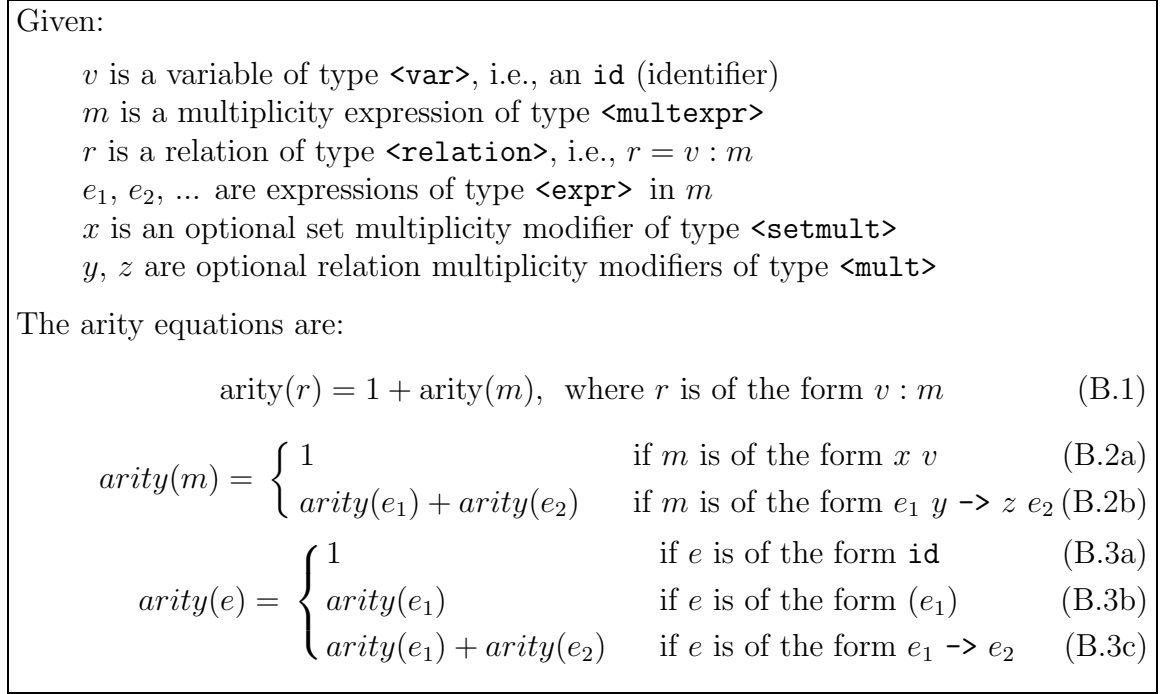 Given:
v is a variable of type <var>, i.e., an id (identifier)
m is a multiplicity expression of type <multexpr>
r is a relation of type <relation>, i.e., r = v : m
e₁, e₂, ... are expressions of type <expr> in m
x is an optional set multiplicity modifier of type <setmult>
y, z are optional relation multiplicity modifiers of type <mult>
The arity equations are:
arity(r) = 1 + arity(m), where r is of the form v : m (B.1)
arity(m) = { 1 if m is of the form x v (B.2a)
arity(e₁) + arity(e₂) if m is of the form e₁ y -> z e₂ (B.2b)
arity(e) = { 1 if e is of the form id (B.3a)
arity(e₁) if e is of the form (e₁) (B.3b)
arity(e₁) + arity(e₂) if e is of the form e₁ -> e₂ (B.3c)